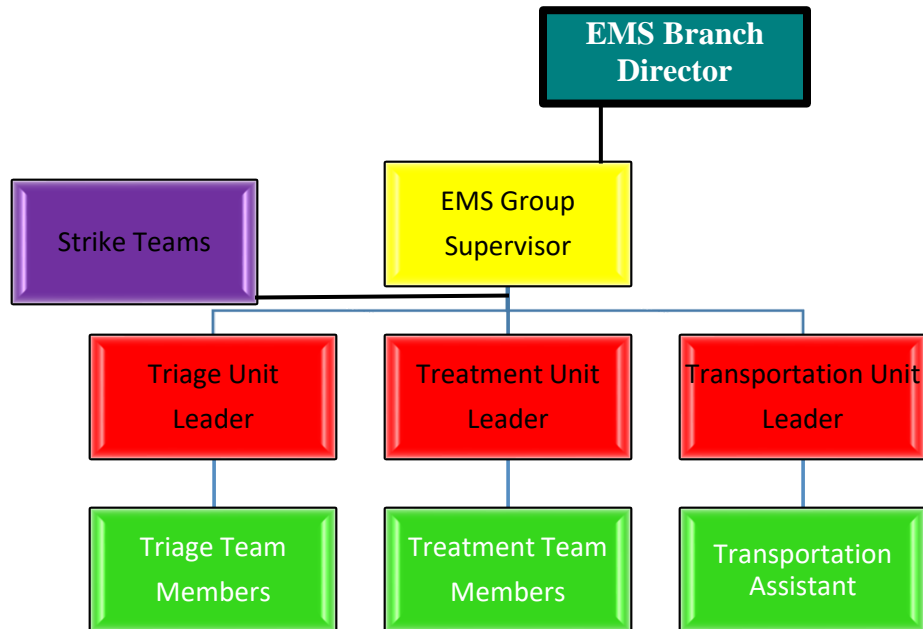 EMS Branch
Director
EMS Group
Supervisor
Strike Teams
Triage Unit
Leader
Treatment Unit
Leader
Transportation Unit
Leader
Triage Team
Members
Treatment Team
Members
Transportation
Assistant